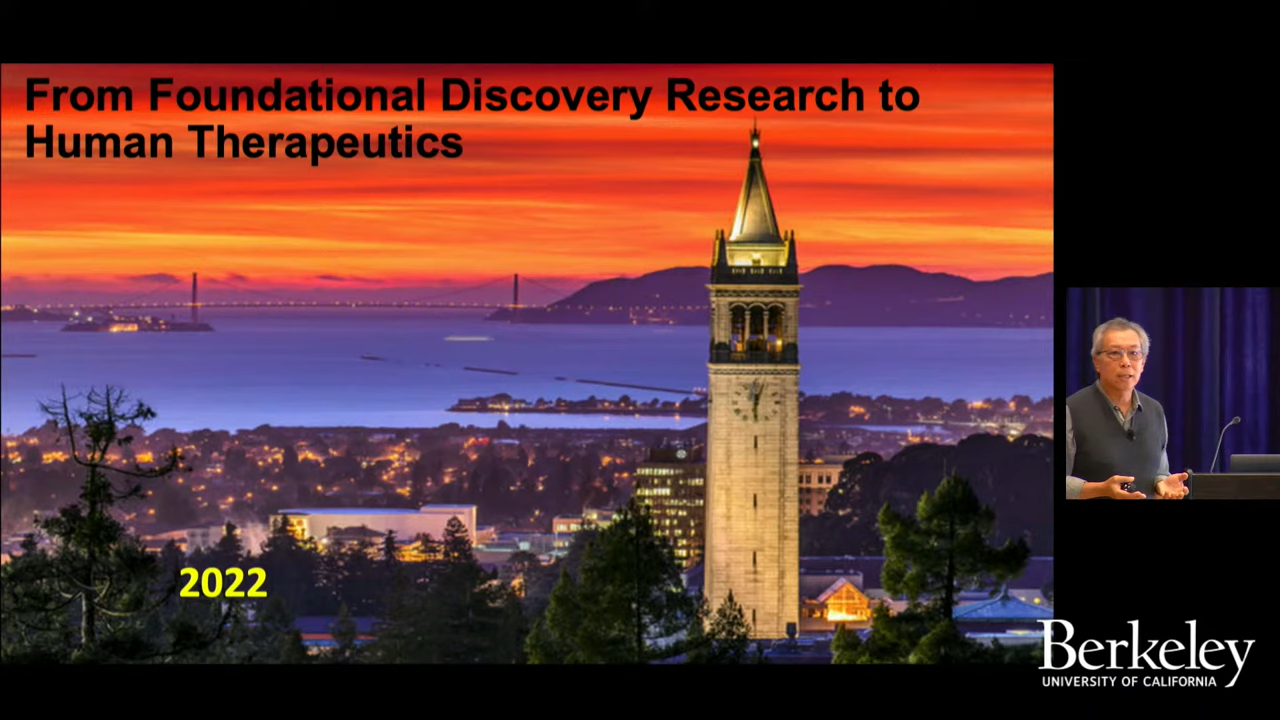 From Foundational Discovery Research to
Human Therapeutics
2022
Berkeley
UNIVERSITY OF CALIFORNIA